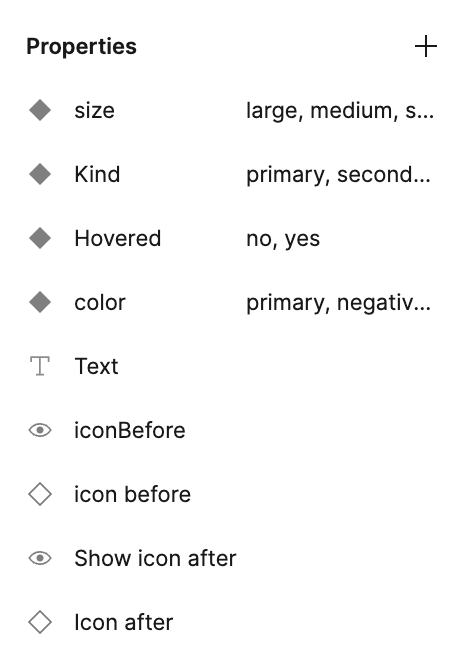 Properties
size large, medium, s...
Kind primary, second...
Hovered no, yes
color primary, negativ...
Text
iconBefore
icon before
Show icon after
Icon after